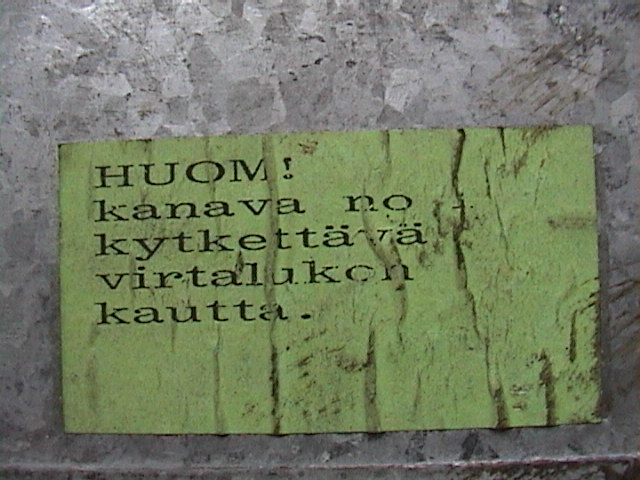 HUOM!
kanava no
kytkettävä
virtalukon
kautta.